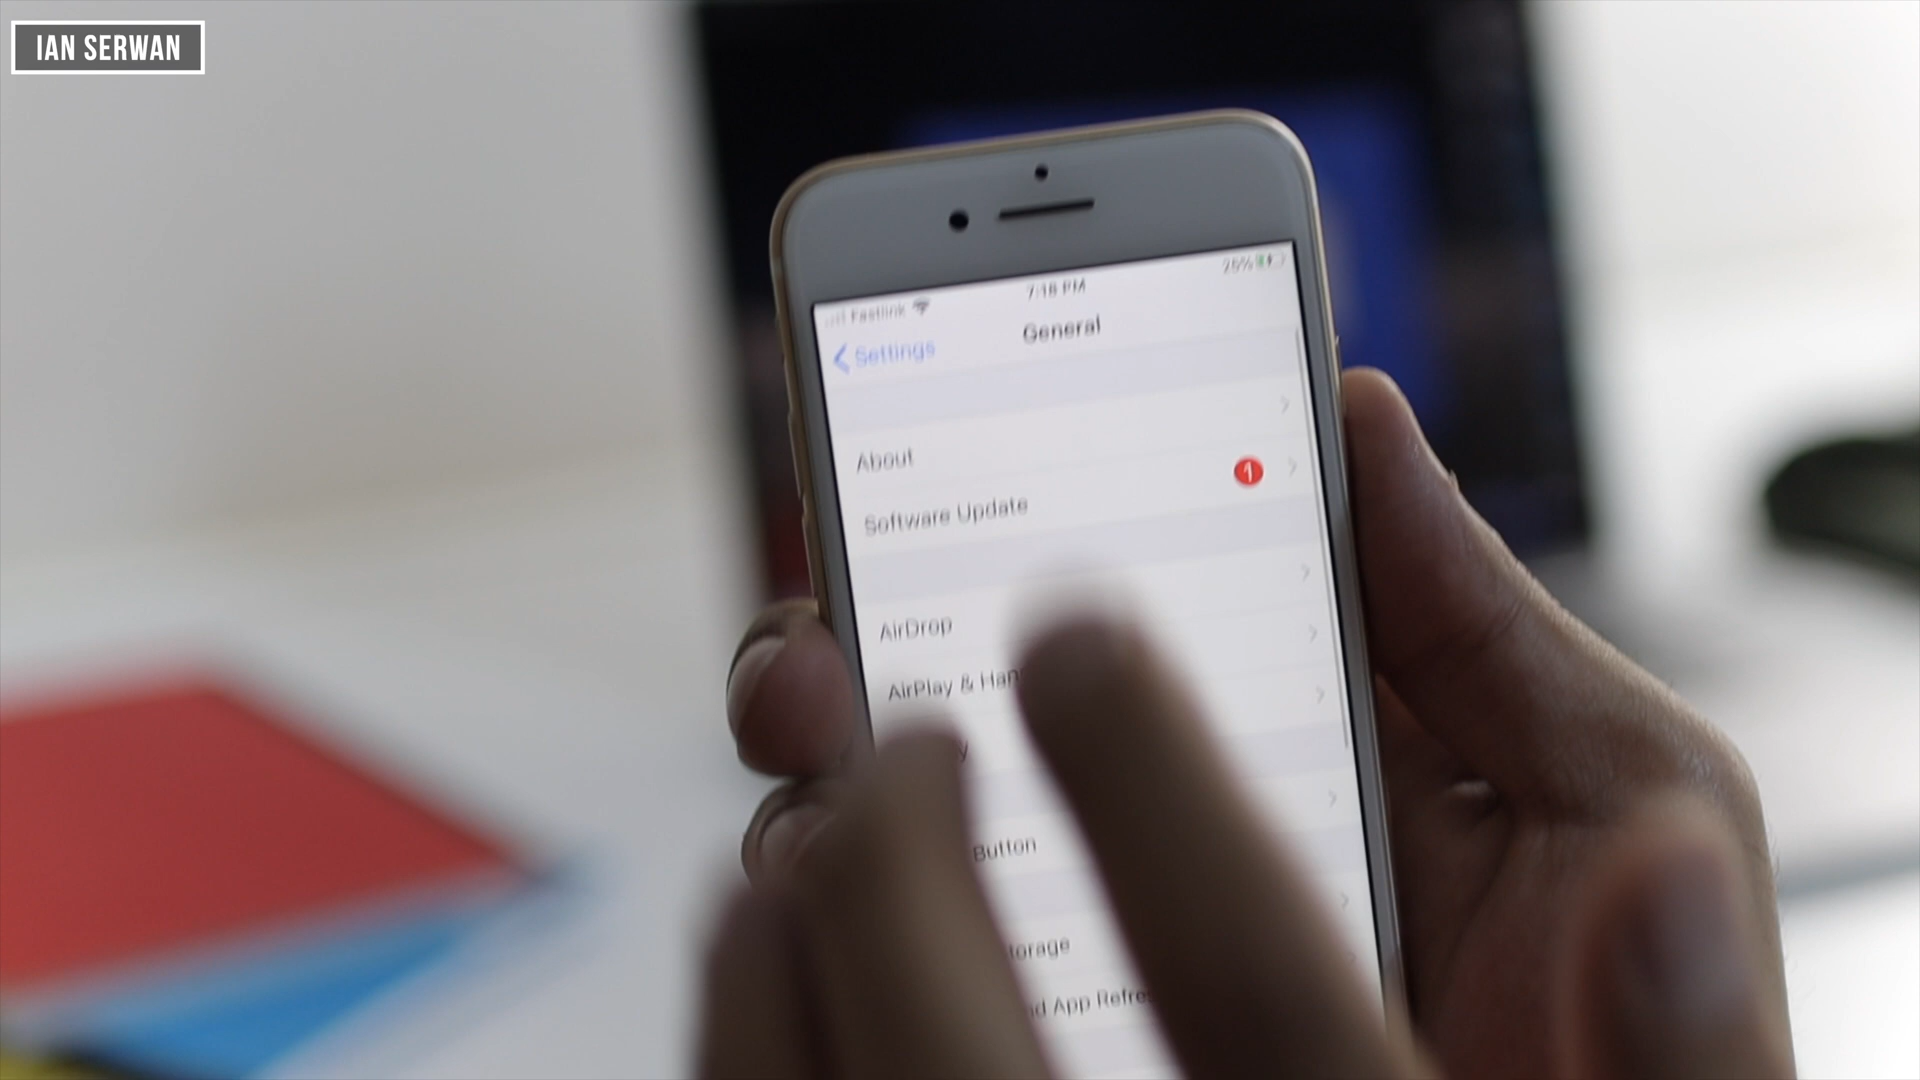 IAN SERWAN
Fastlink
7:18 PM
25%
Settings
General
About
Software Update
1
AirDrop
AirPlay & Han
y
Button
torage
d App Refre